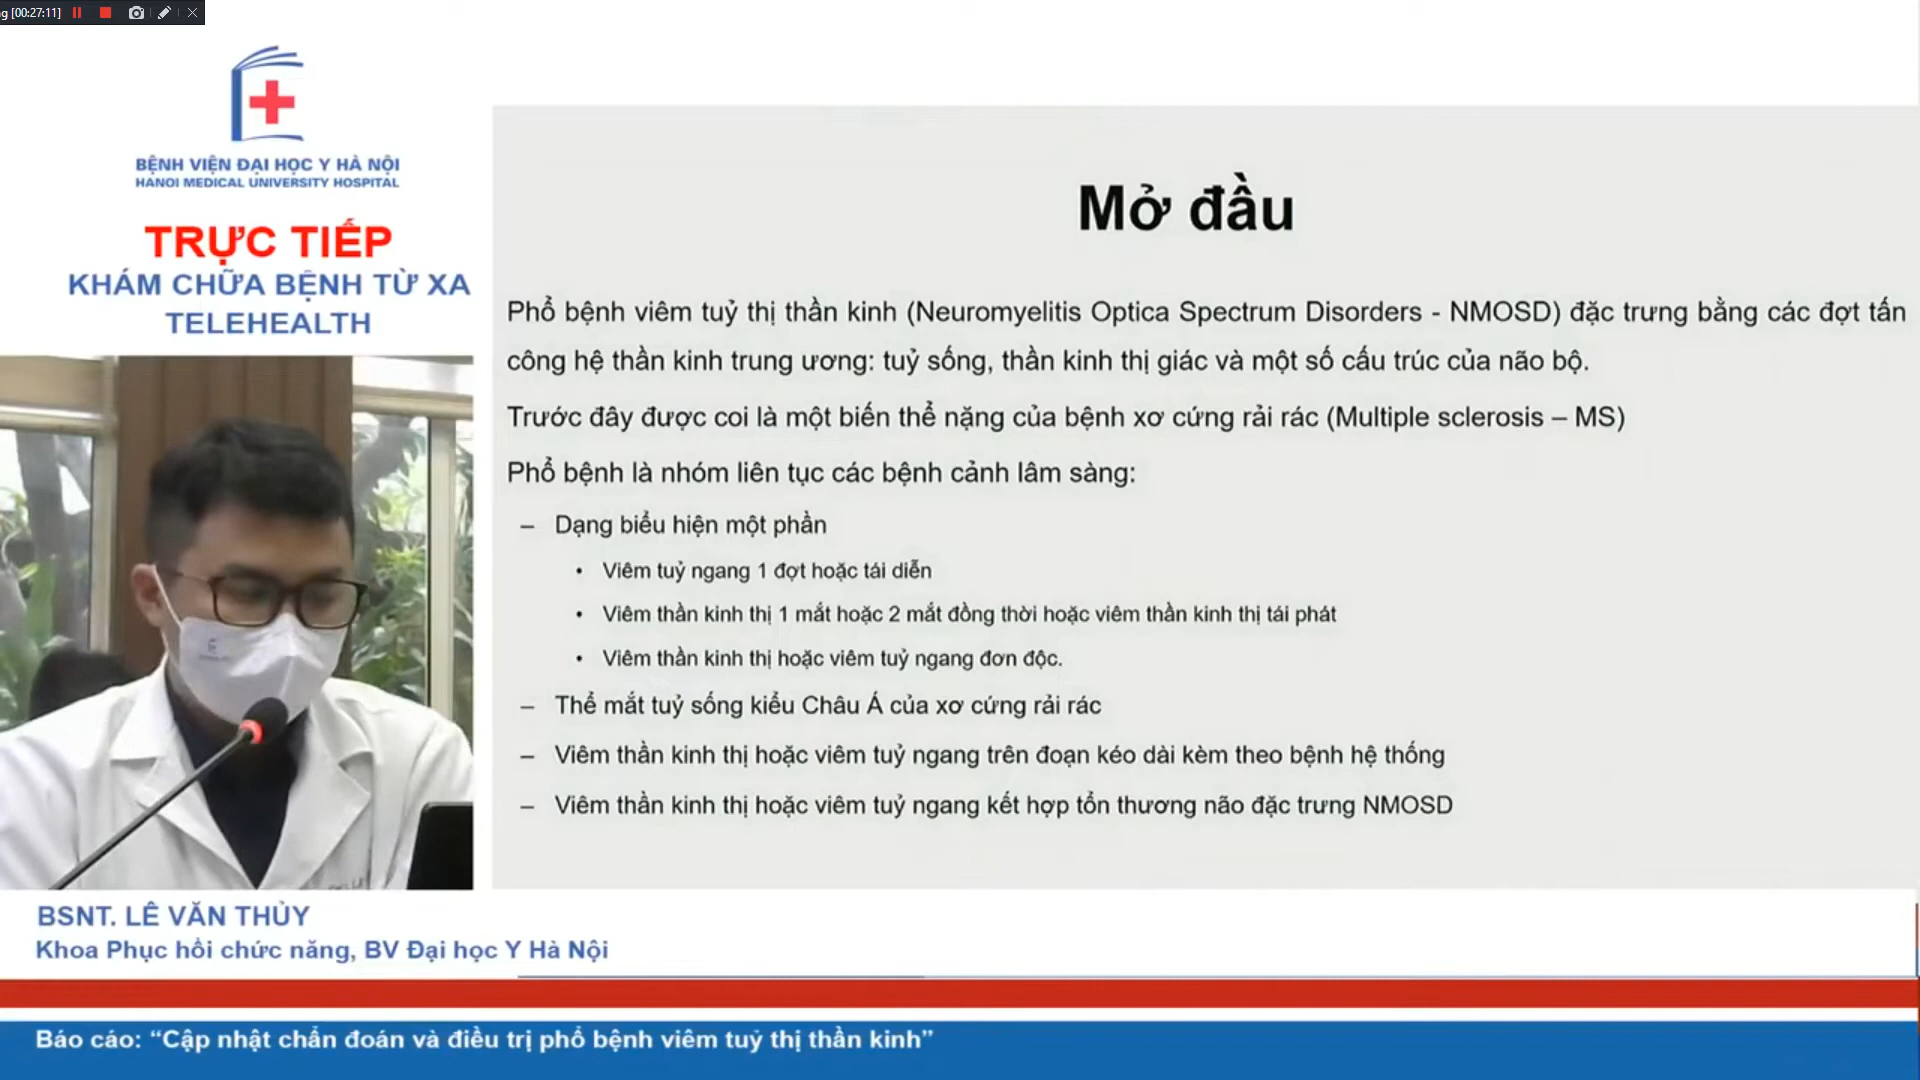 g [00:27:11]
BỆNH VIỆN ĐẠI HỌC Y HÀ NỘI
HANOI MEDICAL UNIVERSITY HOSPITAL
TRỰC TIẾP
KHÁM CHỮA BỆNH TỪ XA
TELEHEALTH
Mở đầu
Phổ bệnh viêm tuỷ thị thần kinh (Neuromyelitis Optica Spectrum Disorders - NMOSD) đặc trưng bằng các đợt tấn
công hệ thần kinh trung ương: tuỷ sống, thần kinh thị giác và một số cấu trúc của não bộ.
Trước đây được coi là một biến thể nặng của bệnh xơ cứng rải rác (Multiple sclerosis – MS)
Phổ bệnh là nhóm liên tục các bệnh cảnh lâm sàng:
– Dạng biểu hiện một phần
• Viêm tuỷ ngang 1 đợt hoặc tái diễn
• Viêm thần kinh thị 1 mắt hoặc 2 mắt đồng thời hoặc viêm thần kinh thị tái phát
• Viêm thần kinh thị hoặc viêm tuỷ ngang đơn độc.
– Thể mắt tuỷ sống kiểu Châu Á của xơ cứng rải rác
– Viêm thần kinh thị hoặc viêm tuỷ ngang trên đoạn kéo dài kèm theo bệnh hệ thống
– Viêm thần kinh thị hoặc viêm tuỷ ngang kết hợp tổn thương não đặc trưng NMOSD
BSNT. LÊ VĂN THỦY
Khoa Phục hồi chức năng, BV Đại học Y Hà Nội
Báo cáo: “Cập nhật chẩn đoán và điều trị phổ bệnh viêm tuỷ thị thần kinh”